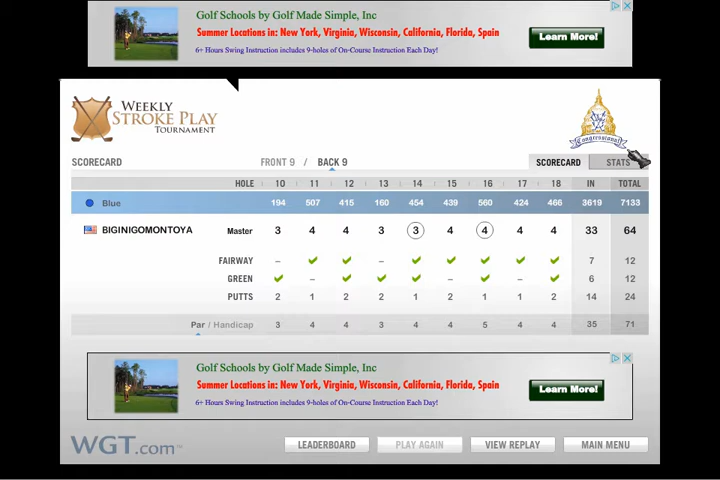 Golf Schools by Golf Made Simple, Inc
Summer Locations in: New York, Virginia, Wisconsin, California, Florida, Spain
6+ Hours Swing Instruction includes 9-holes of On-Course Instruction Each Day!
Learn More!
WEEKLY
STROKE PLAY
TOURNAMENT
Congressional
SCORECARD FRONT 9 / BACK 9 SCORECARD STATS
HOLE 10 11 12 13 14 15 16 17 18 IN TOTAL
Blue 194 507 415 160 454 439 560 424 466 3619 7133
BIGINIGOMONTOYA Master 3 4 4 3 3 4 4 4 4 33 64
FAIRWAY – – 7 12
GREEN – – – 6 12
PUTTS 2 1 2 2 2 1 1 1 2 14 24
Par / Handicap 3 4 4 3 4 4 5 4 4 35 71
Golf Schools by Golf Made Simple, Inc
Summer Locations in: New York, Virginia, Wisconsin, California, Florida, Spain
6+ Hours Swing Instruction includes 9-holes of On-Course Instruction Each Day!
Learn More!
WGT.com™ LEADERBOARD PLAY AGAIN VIEW REPLAY MAIN MENU